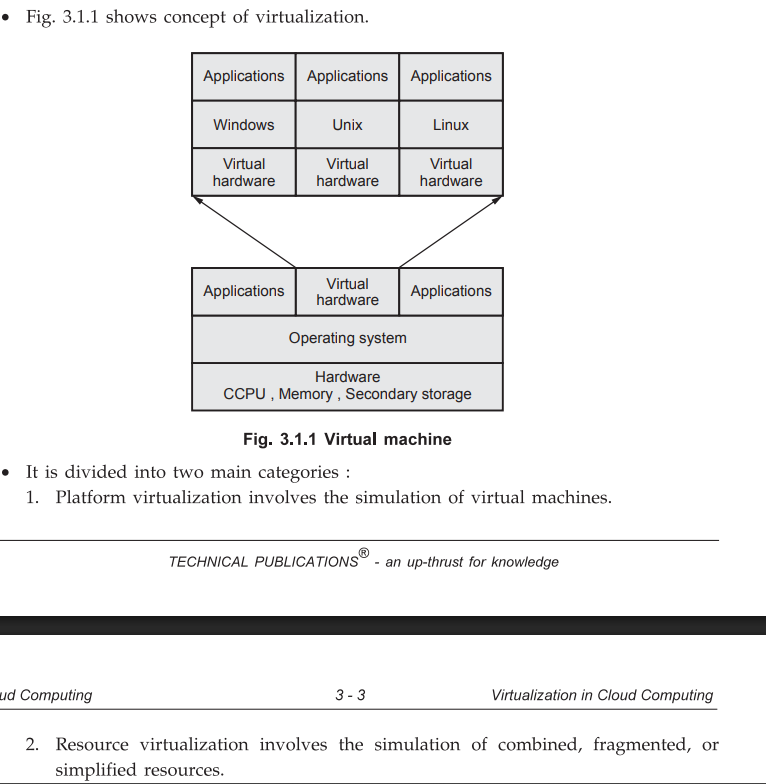 • Fig. 3.1.1 shows concept of virtualization.
Applications Applications Applications
Windows Unix Linux
Virtual hardware Virtual hardware Virtual hardware
Applications Virtual hardware Applications
Operating system
Hardware
CCPU , Memory , Secondary storage
Fig. 3.1.1 Virtual machine
• It is divided into two main categories :
1. Platform virtualization involves the simulation of virtual machines.
TECHNICAL PUBLICATIONS® - an up-thrust for knowledge
ud Computing 3 - 3 Virtualization in Cloud Computing
2. Resource virtualization involves the simulation of combined, fragmented, or
simplified resources.